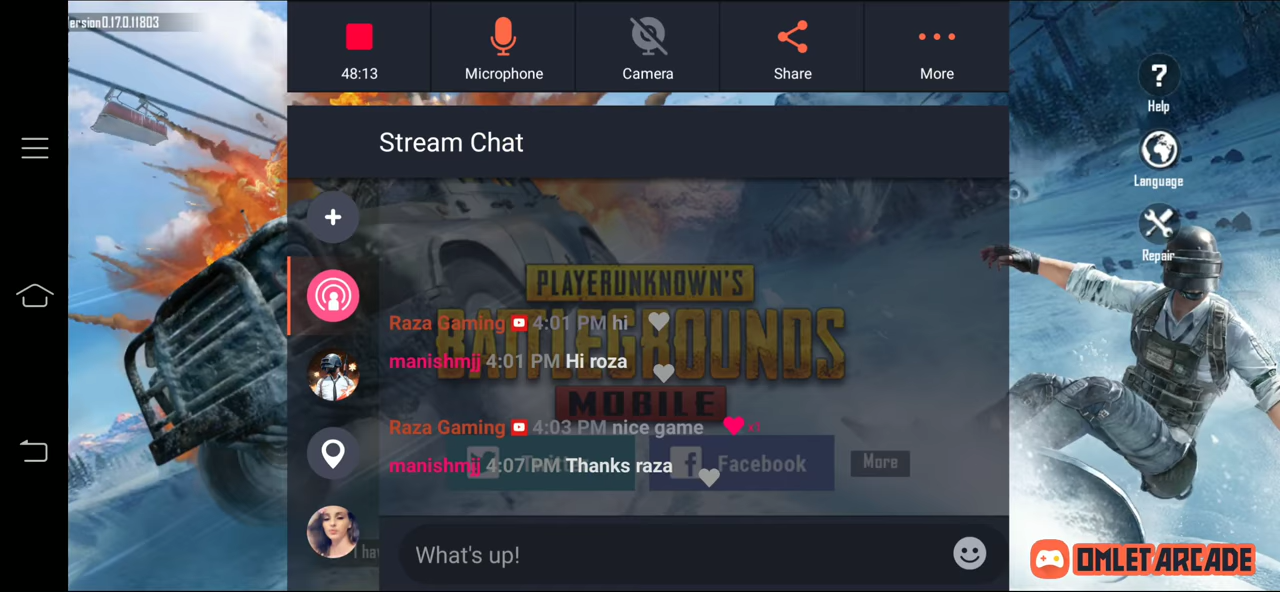 ersion0.17.0.11803
48:13
Microphone
Camera
Share
More
Help
Language
Repair
Stream Chat
PLAYERUNKNOWN'S
BATTLEGROUNDS
MOBILE
Raza Gaming 4:01 PM hi
manishmjj 4:01 PM Hi roza
Raza Gaming 4:03 PM nice game x1
manishmjj 4:07 PM Thanks raza
Facebook
More
I hav
What's up!
OMLET ARCADE